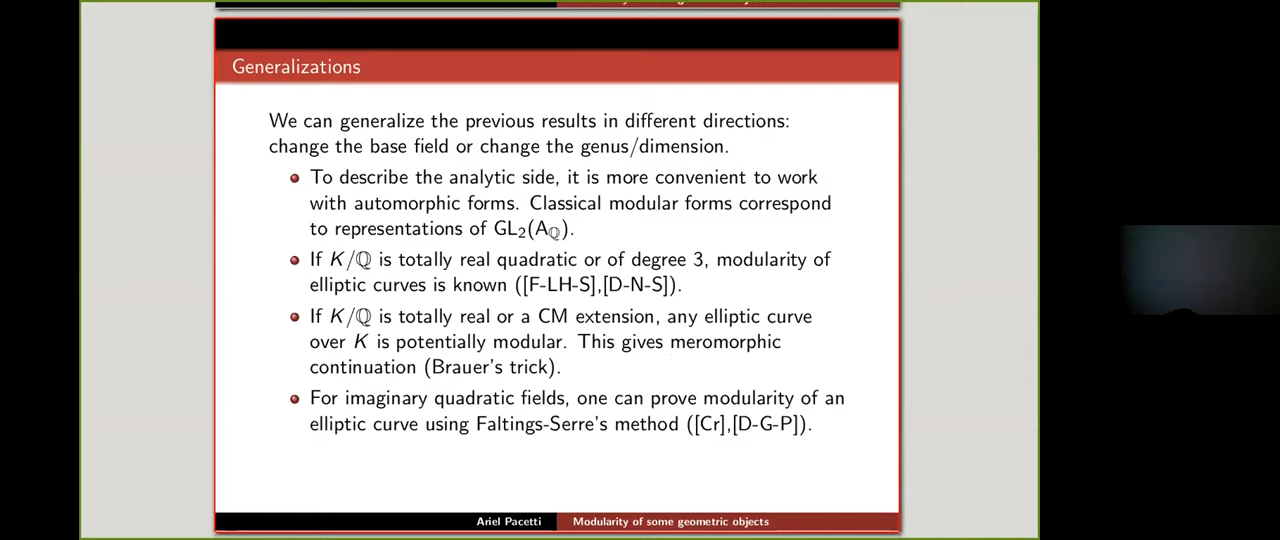 Generalizations
We can generalize the previous results in different directions:
change the base field or change the genus/dimension.
To describe the analytic side, it is more convenient to work
with automorphic forms. Classical modular forms correspond
to representations of GL₂(A_ℚ).
If K/ℚ is totally real quadratic or of degree 3, modularity of
elliptic curves is known ([F-LH-S],[D-N-S]).
If K/ℚ is totally real or a CM extension, any elliptic curve
over K is potentially modular. This gives meromorphic
continuation (Brauer's trick).
For imaginary quadratic fields, one can prove modularity of an
elliptic curve using Faltings-Serre's method ([Cr],[D-G-P]).
Ariel Pacetti Modularity of some geometric objects